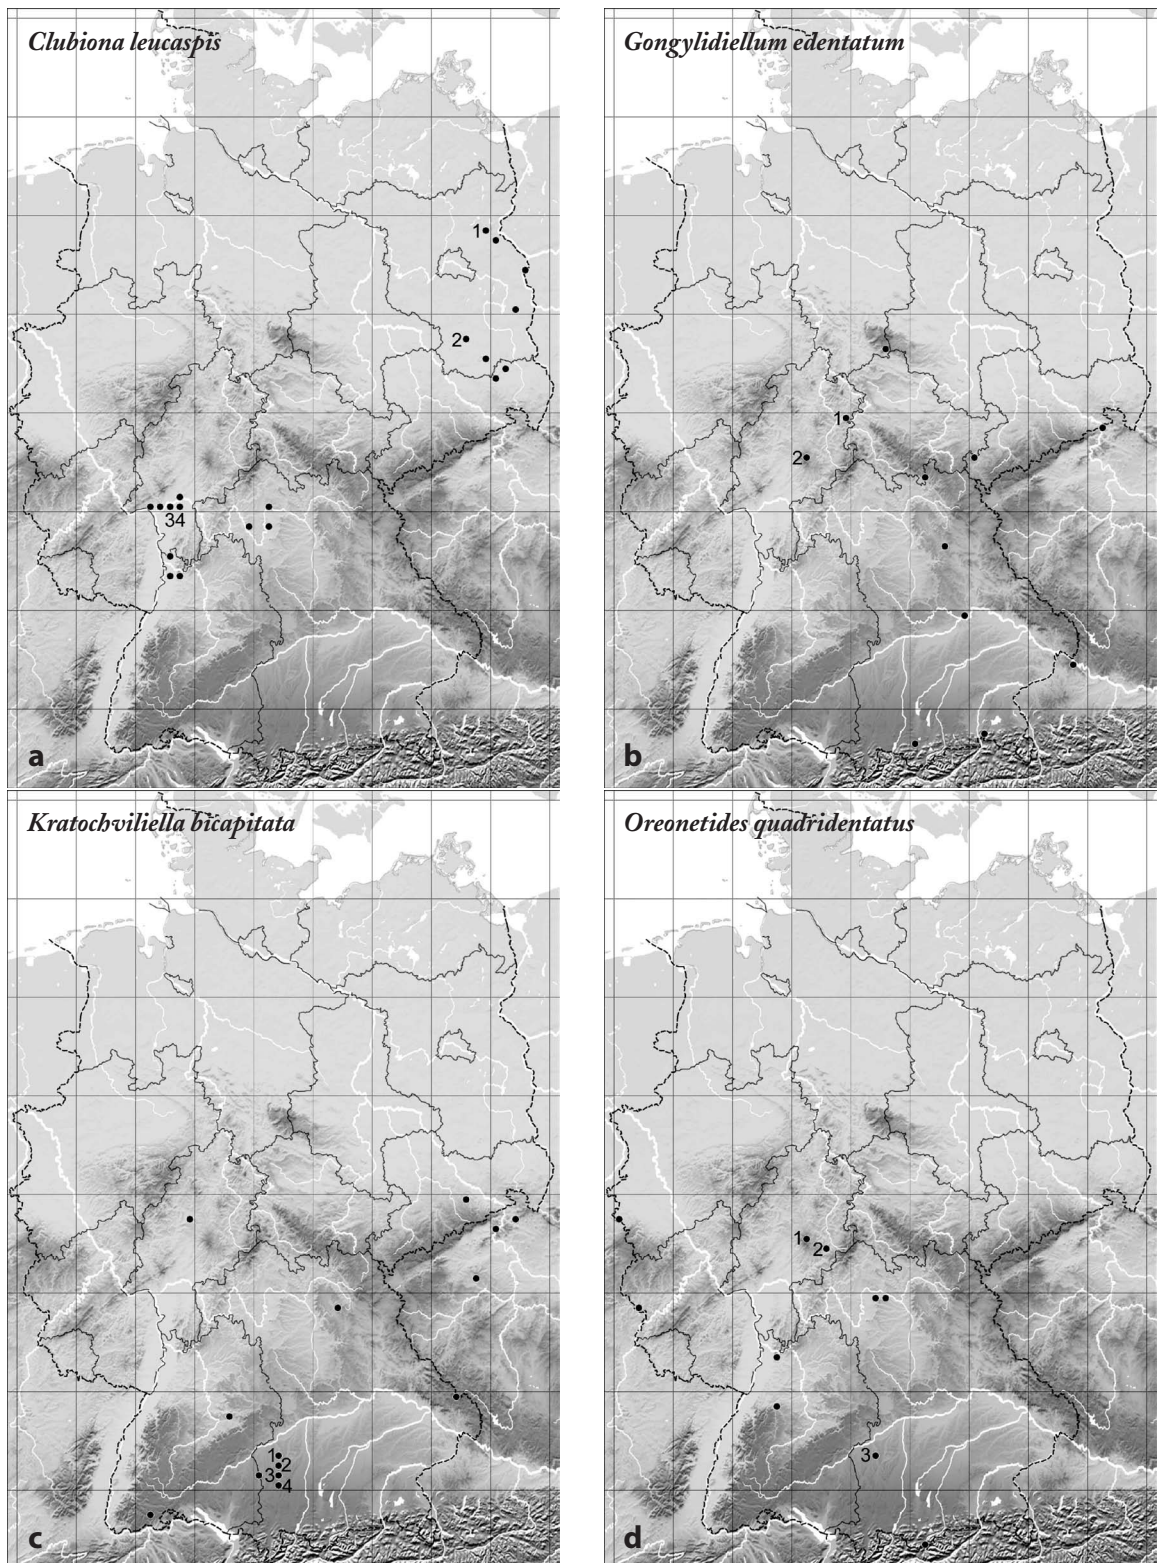 Clubiona leucaspis
1
2
34
a
Gongylidiellum edentatum
1
2
b
Kratochviliella bicapitata
1
2
3
4
c
Oreonetides quadridentatus
1
2
3
d